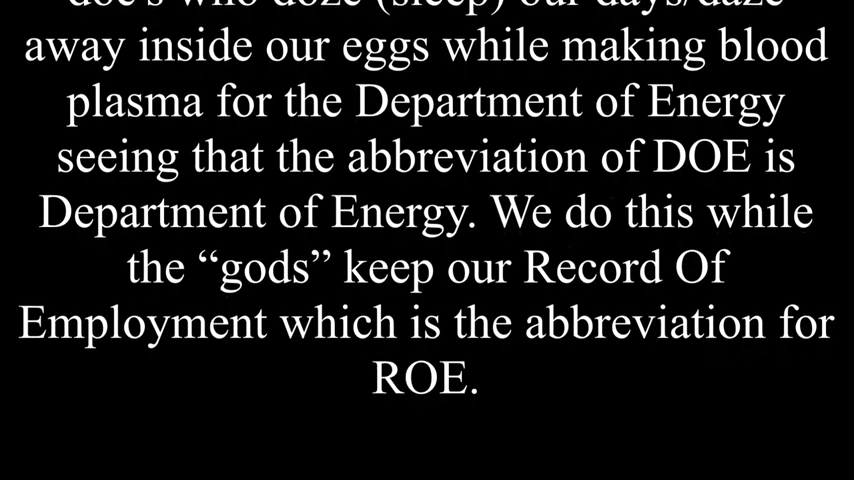 doe's who doze (sleep) our days/daze
away inside our eggs while making blood
plasma for the Department of Energy
seeing that the abbreviation of DOE is
Department of Energy. We do this while
the “gods” keep our Record Of
Employment which is the abbreviation for
ROE.